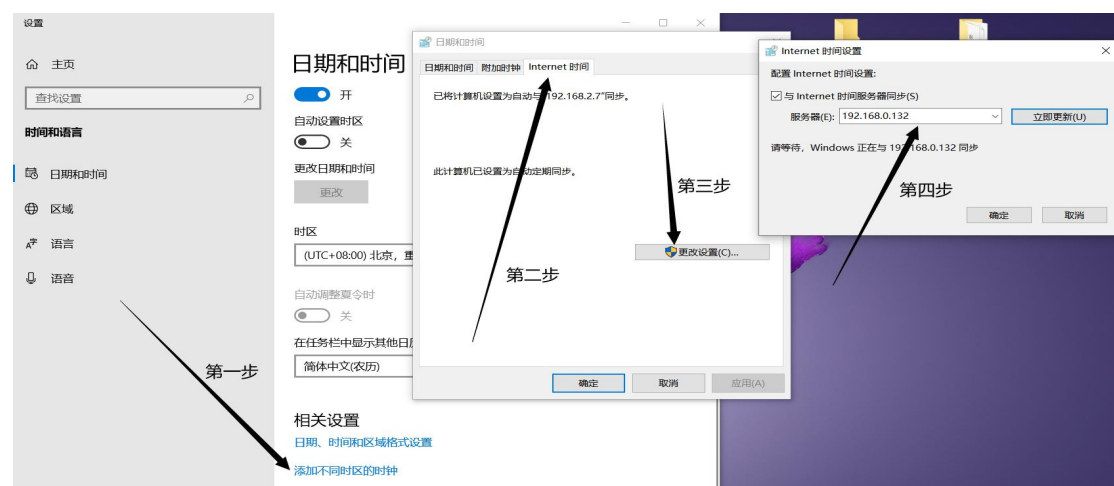 设置
主页
查找设置
时间和语言
日期和时间
区域
A字 语言
语音
第一步
日期和时间
开
自动设置时区
关
更改日期和时间
更改
时区
(UTC+08:00) 北京，重
自动调整夏令时
关
在任务栏中显示其他日
简体中文(农历)
相关设置
日期、时间和区域格式设置
添加不同时区的时钟
日期和时间
日期和时间 附加时钟 Internet 时间
已将计算机设置为自动与"192.168.2.7"同步。
此计算机已设置为自动定期同步。
第三步
更改设置(C)...
第二步
确定 取消 应用(A)
Internet 时间设置
配置 Internet 时间设置:
与 Internet 时间服务器同步(S)
服务器(E): 192.168.0.132 立即更新(U)
请等待，Windows 正在与 192.168.0.132 同步
第四步
确定 取消